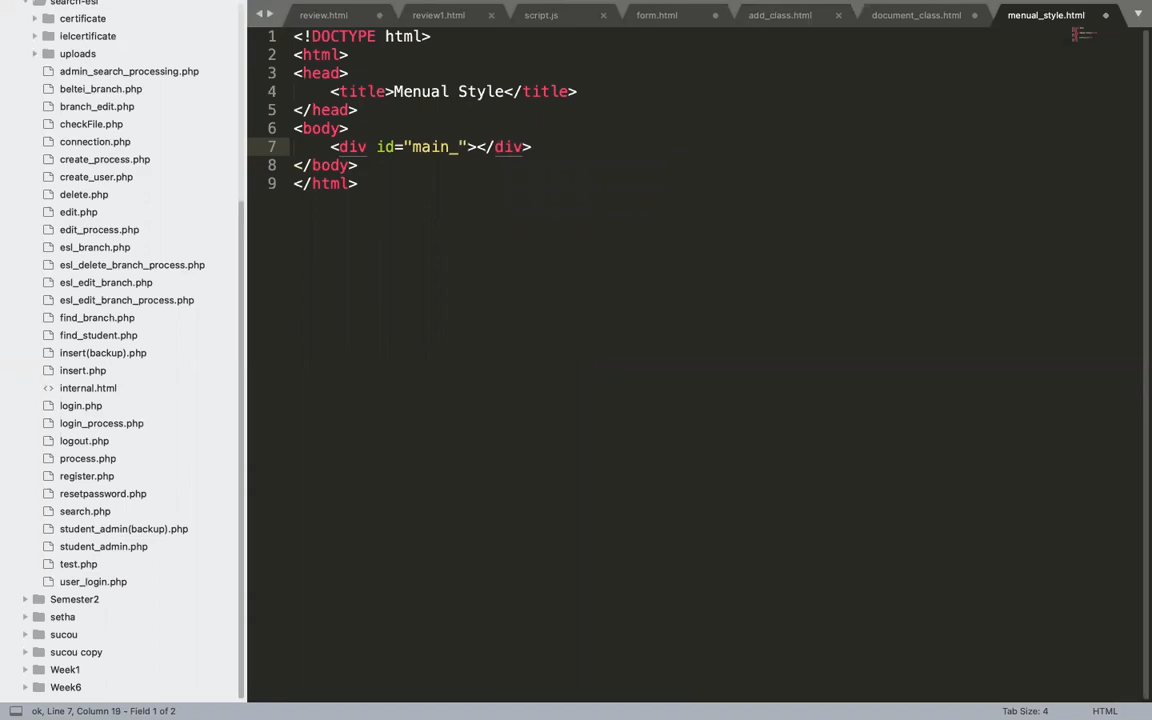 search-esl
certificate
ielcertificate
uploads
admin_search_processing.php
beltei_branch.php
branch_edit.php
checkFile.php
connection.php
create_process.php
create_user.php
delete.php
edit.php
edit_process.php
esl_branch.php
esl_delete_branch_process.php
esl_edit_branch.php
esl_edit_branch_process.php
find_branch.php
find_student.php
insert(backup).php
insert.php
internal.html
login.php
login_process.php
logout.php
process.php
register.php
resetpassword.php
search.php
student_admin(backup).php
student_admin.php
test.php
user_login.php
Semester2
setha
sucou
sucou copy
Week1
Week6
review.html review1.html script.js form.html add_class.html document_class.html menual_style.html
1 <!DOCTYPE html>
2 <html>
3 <head>
4 <title>Menual Style</title>
5 </head>
6 <body>
7 <div id="main_"></div>
8 </body>
9 </html>
ok, Line 7, Column 18 - Field 1 of 2 Tab Size: 4 HTML